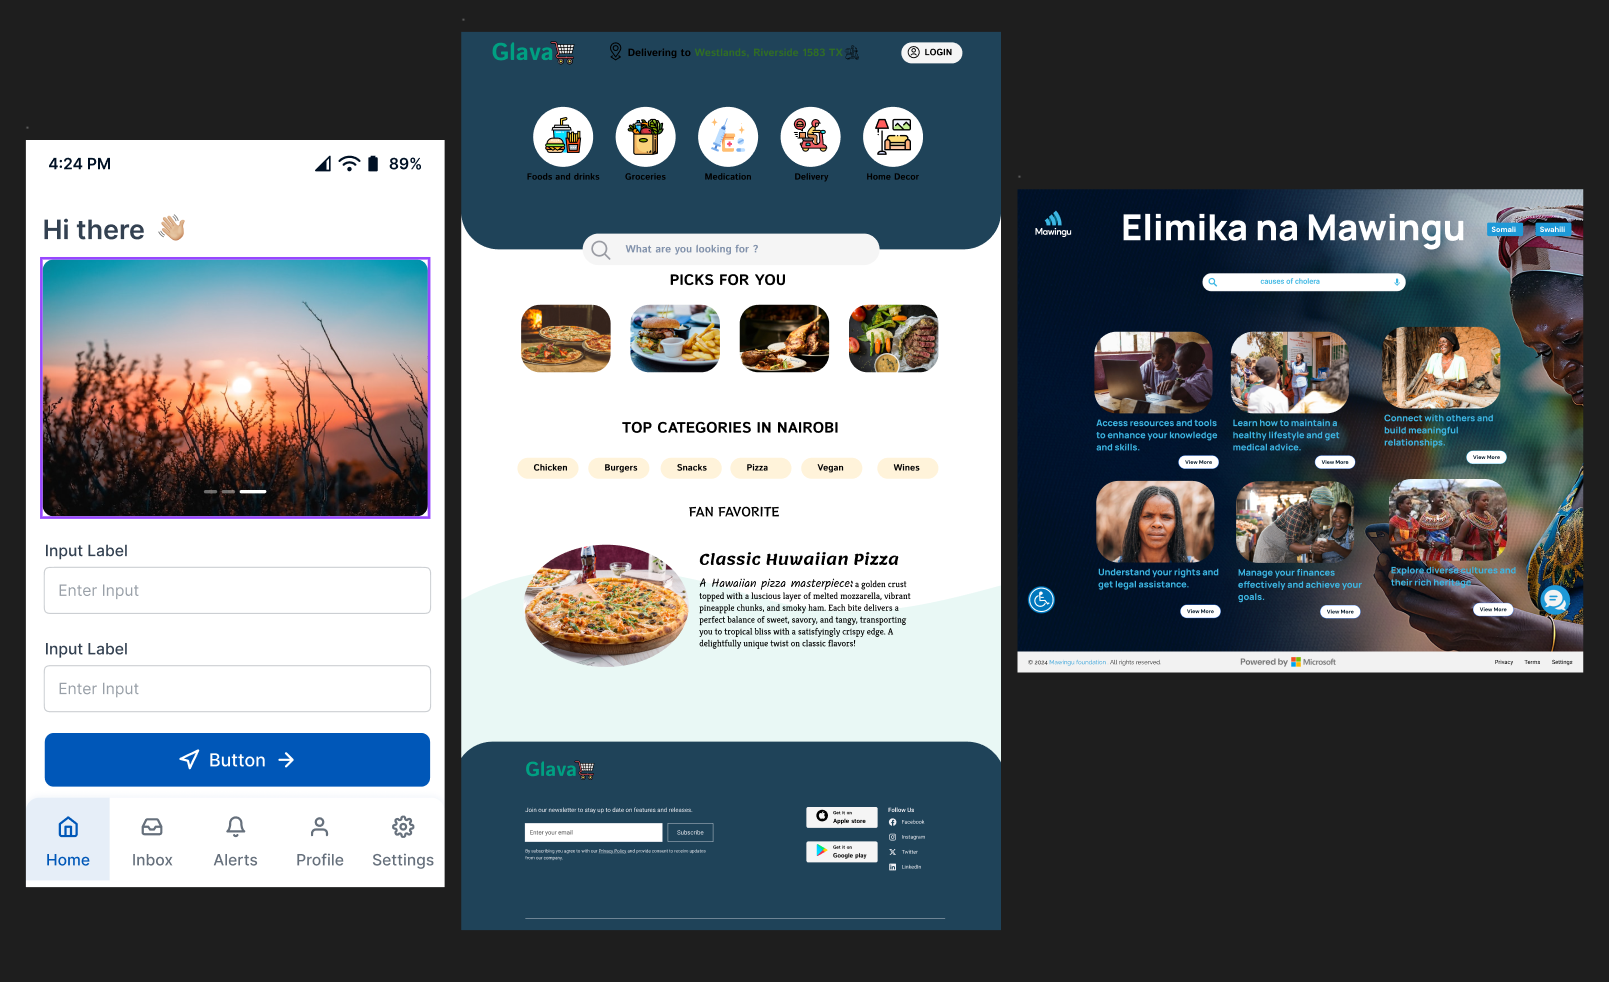 4:24 PM
89%
Hi there
Input Label
Enter Input
Input Label
Enter Input
Button
Home
Inbox
Alerts
Profile
Settings
Glava
Delivering to Westlands, Riverside 1583 TX
LOGIN
Foods and drinks
Groceries
Medication
Delivery
Home Decor
What are you looking for ?
PICKS FOR YOU
TOP CATEGORIES IN NAIROBI
Chicken
Burgers
Snacks
Pizza
Vegan
Wines
FAN FAVORITE
Classic Huwaiian Pizza
A Hawaiian pizza masterpiece: a golden crust
topped with a luscious layer of melted mozzarella, vibrant
pineapple chunks, and smoky ham. Each bite delivers a
perfect balance of sweet, savory, and tangy, transporting
you to tropical bliss with a satisfyingly crispy edge. A
delightfully unique twist on classic flavors!
Glava
Join our newsletter to stay up to date on features and releases.
Enter your email
Subscribe
By subscribing you agree to with our Privacy Policy and provide consent to receive updates
from our company.
Get it on
Apple store
Get it on
Google play
Follow Us
Facebook
Instagram
Twitter
LinkedIn
Mawingu
Elimika na Mawingu
Somali
Swahili
causes of cholera
Access resources and tools
to enhance your knowledge
and skills.
View More
Learn how to maintain a
healthy lifestyle and get
medical advice.
View More
Connect with others and
build meaningful
relationships.
View More
Understand your rights and
get legal assistance.
View More
Manage your finances
effectively and achieve your
goals.
View More
Explore diverse cultures and
their rich heritage
View More
© 2024 Mawingu foundation. All rights reserved.
Powered by Microsoft
Privacy
Terms
Settings